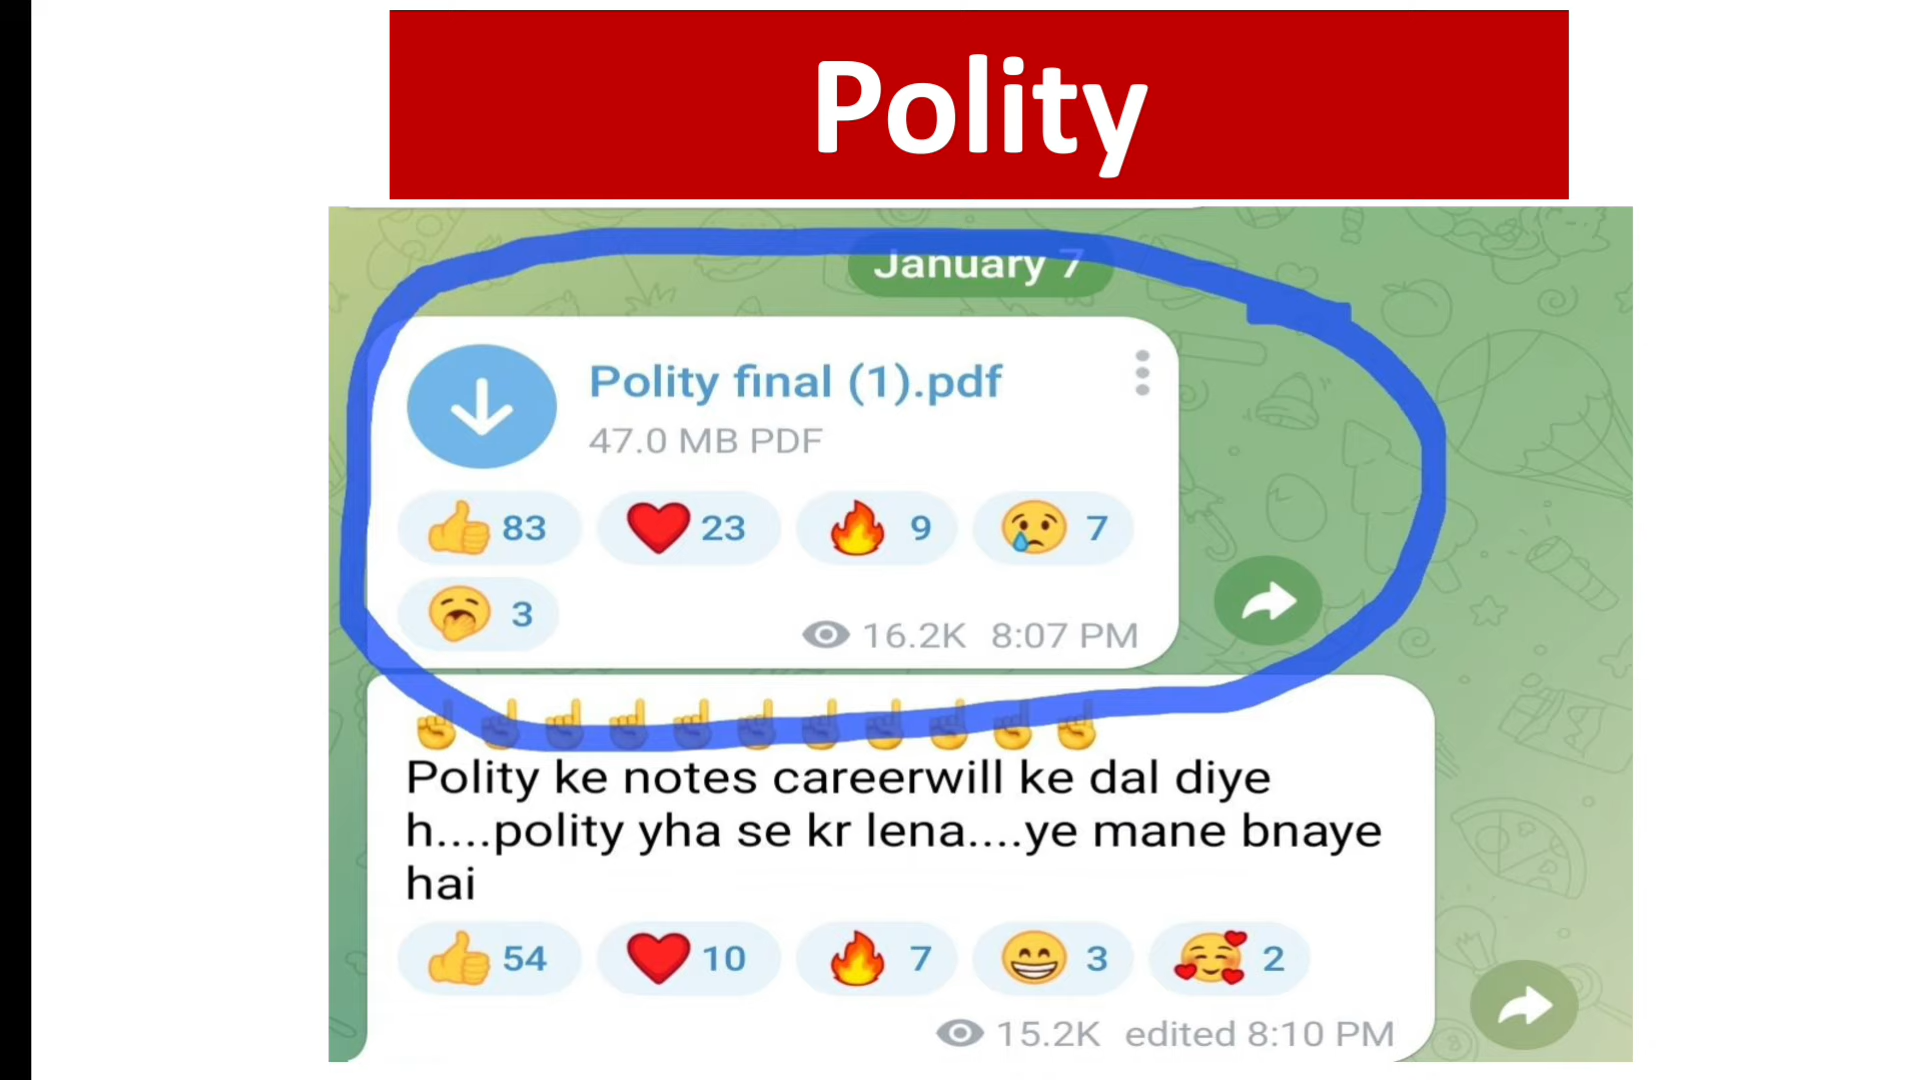 Polity
January 7
Polity final (1).pdf
47.0 MB PDF
83 23 9 7
3
16.2K 8:07 PM
Polity ke notes careerwill ke dal diye
h....polity yha se kr lena....ye mane bnaye
hai
54 10 7 3 2
15.2K edited 8:10 PM